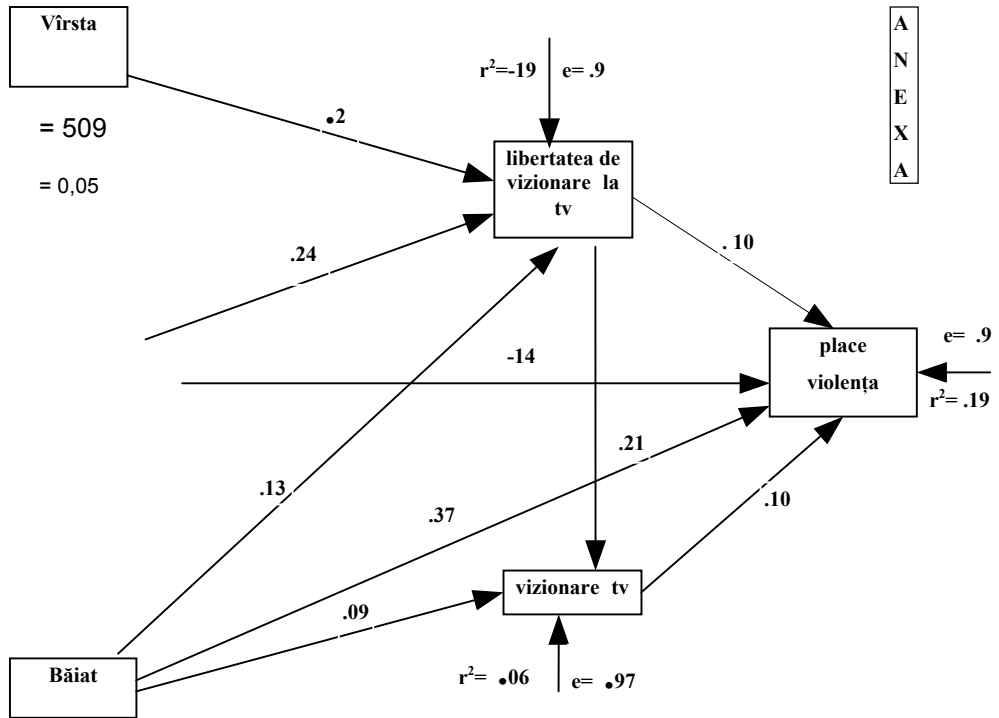 Vîrsta
= 509
= 0,05
.2
r²=-19
e= .9
A
N
E
X
A
libertatea de
vizionare la
tv
.24
. 10
-14
place
violența
e= .9
r²= .19
.21
.13
.37
.10
vizionare tv
.09
Băiat
r²= .06
e= .97